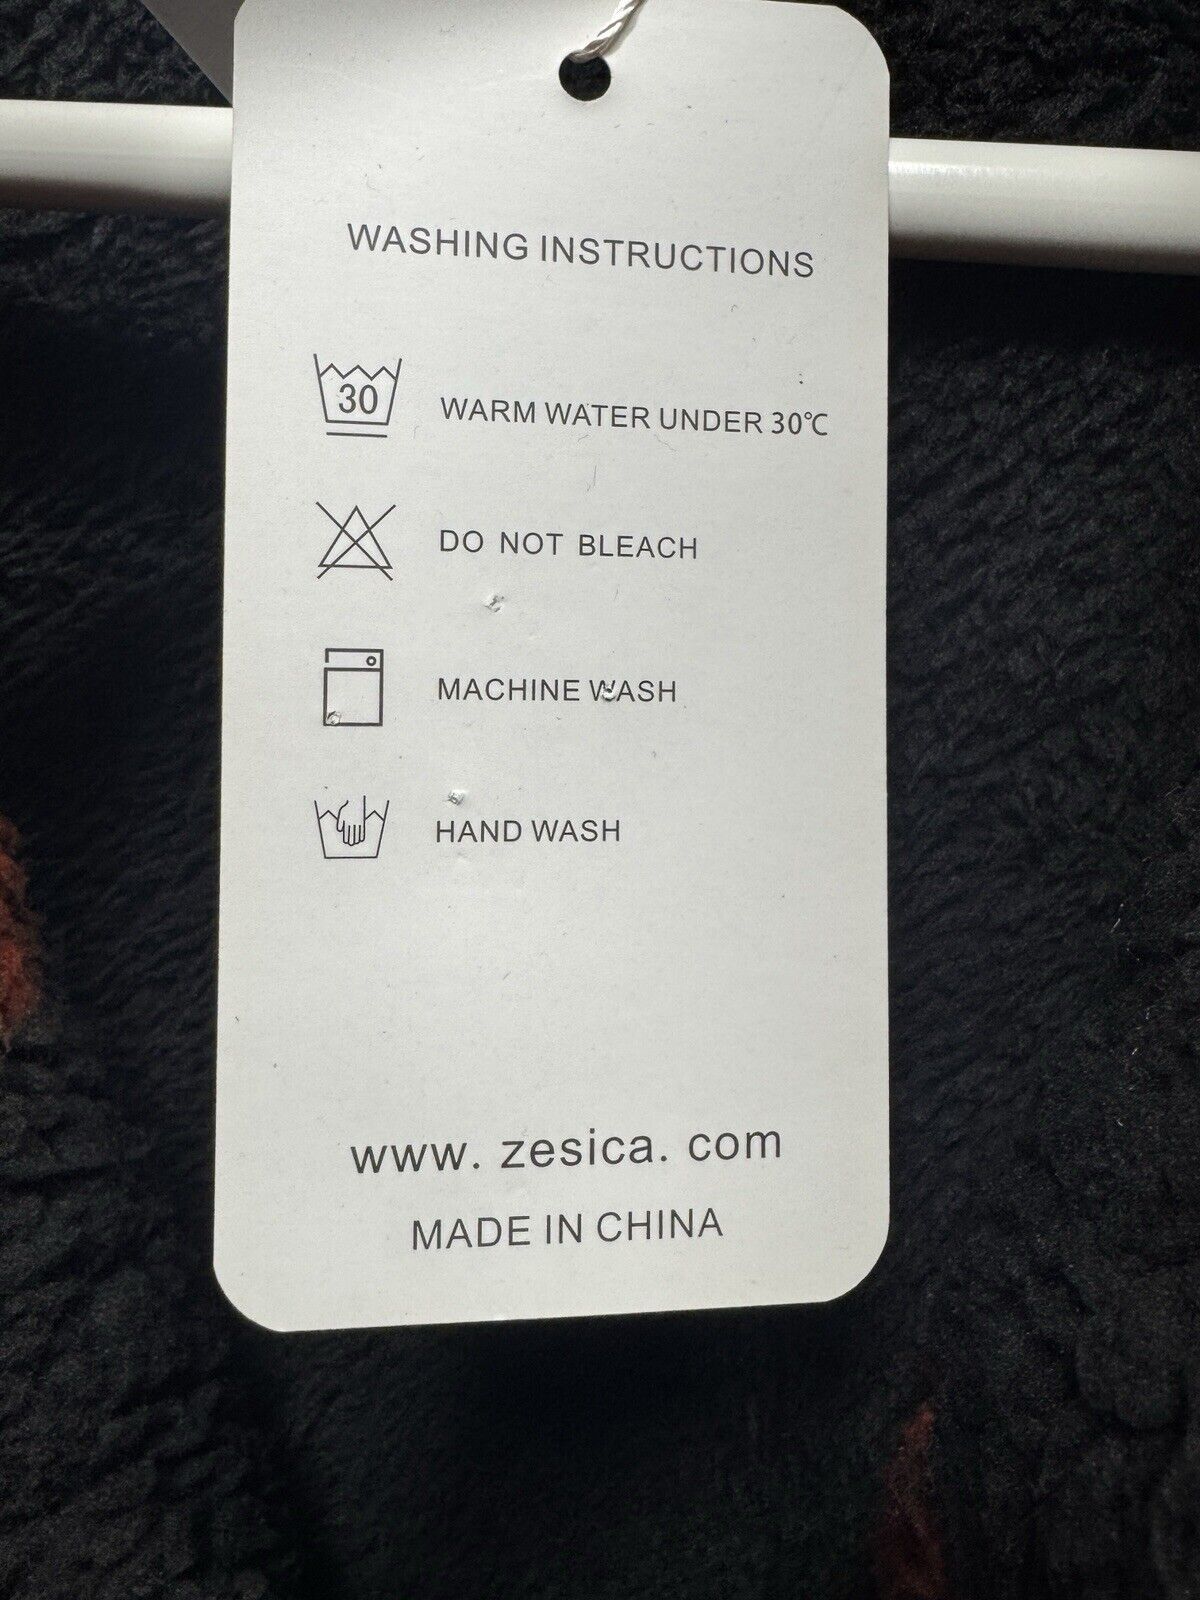 WASHING INSTRUCTIONS
30 WARM WATER UNDER 30℃
DO NOT BLEACH
MACHINE WASH
HAND WASH
www. zesica. com
MADE IN CHINA